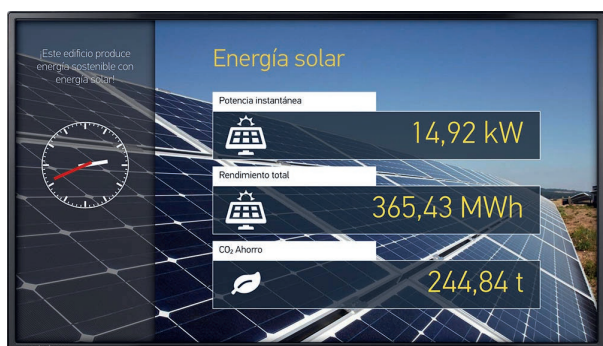 ¡Este edificio produce
energía sostenible con
energía solar!
Energía solar
Potencia instantánea
14,92 kW
Rendimiento total
365,43 MWh
CO₂ Ahorro
244,84 t